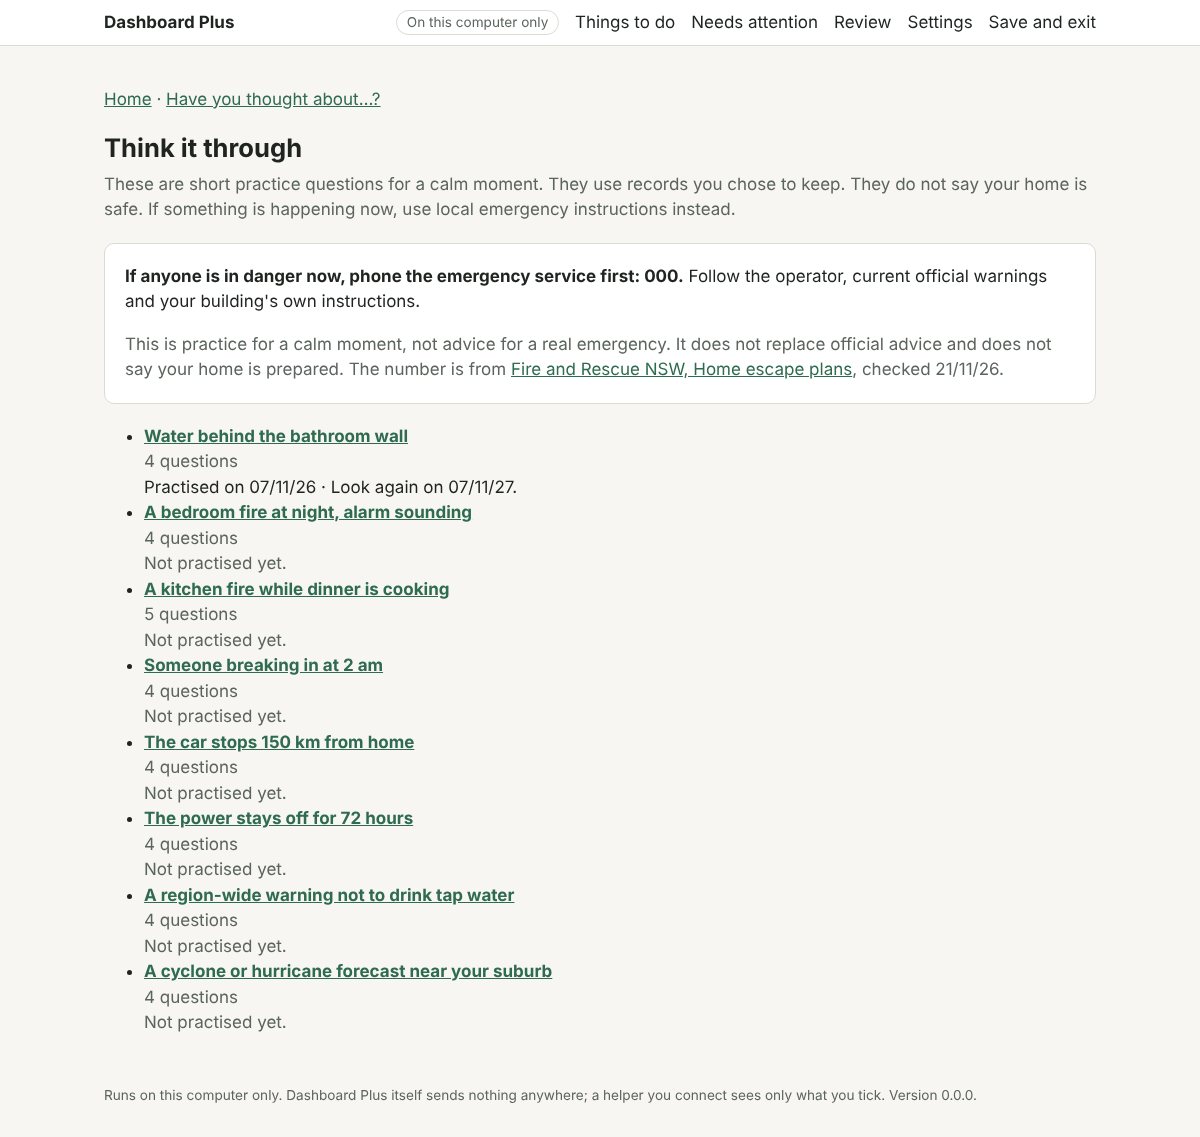 Dashboard Plus
On this computer only
Things to do
Needs attention
Review
Settings
Save and exit
Home · Have you thought about...?
Think it through
These are short practice questions for a calm moment. They use records you chose to keep. They do not say your home is
safe. If something is happening now, use local emergency instructions instead.
If anyone is in danger now, phone the emergency service first: 000. Follow the operator, current official warnings
and your building's own instructions.
This is practice for a calm moment, not advice for a real emergency. It does not replace official advice and does not
say your home is prepared. The number is from Fire and Rescue NSW, Home escape plans, checked 21/11/26.
Water behind the bathroom wall
4 questions
Practised on 07/11/26 · Look again on 07/11/27.
A bedroom fire at night, alarm sounding
4 questions
Not practised yet.
A kitchen fire while dinner is cooking
5 questions
Not practised yet.
Someone breaking in at 2 am
4 questions
Not practised yet.
The car stops 150 km from home
4 questions
Not practised yet.
The power stays off for 72 hours
4 questions
Not practised yet.
A region-wide warning not to drink tap water
4 questions
Not practised yet.
A cyclone or hurricane forecast near your suburb
4 questions
Not practised yet.
Runs on this computer only. Dashboard Plus itself sends nothing anywhere; a helper you connect sees only what you tick. Version 0.0.0.